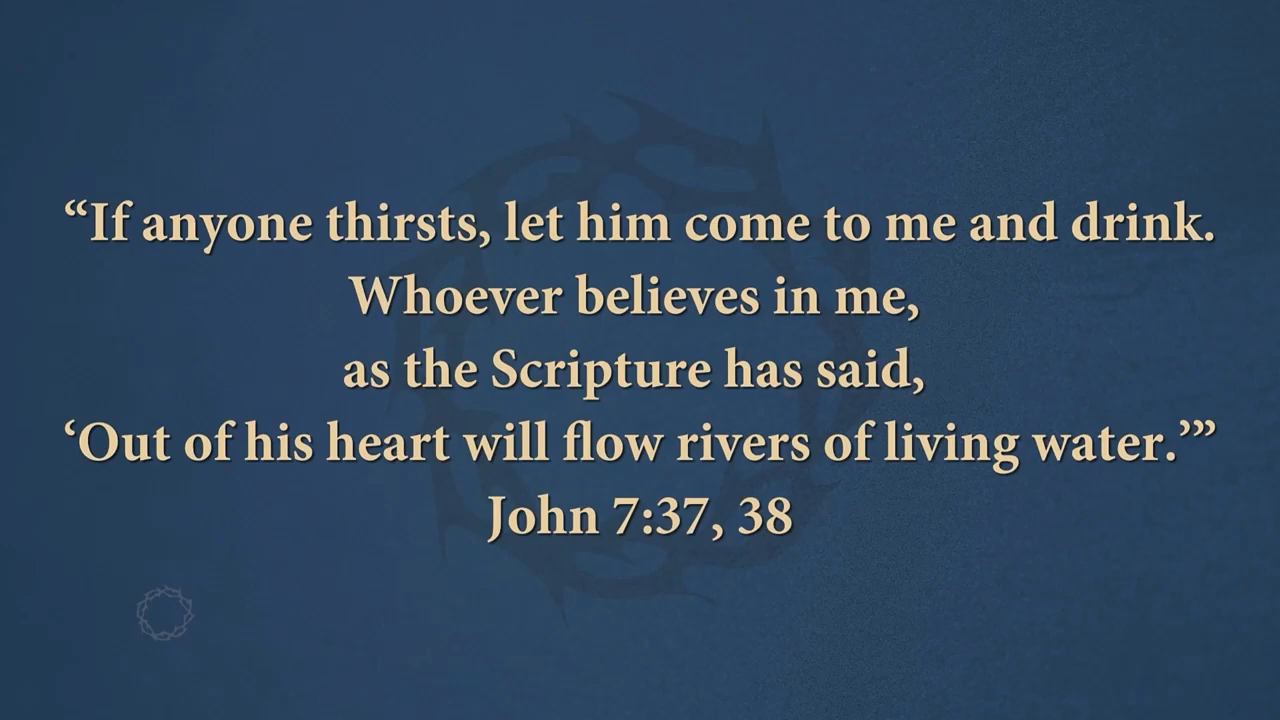 “If anyone thirsts, let him come to me and drink.
Whoever believes in me,
as the Scripture has said,
‘Out of his heart will flow rivers of living water.’”
John 7:37, 38